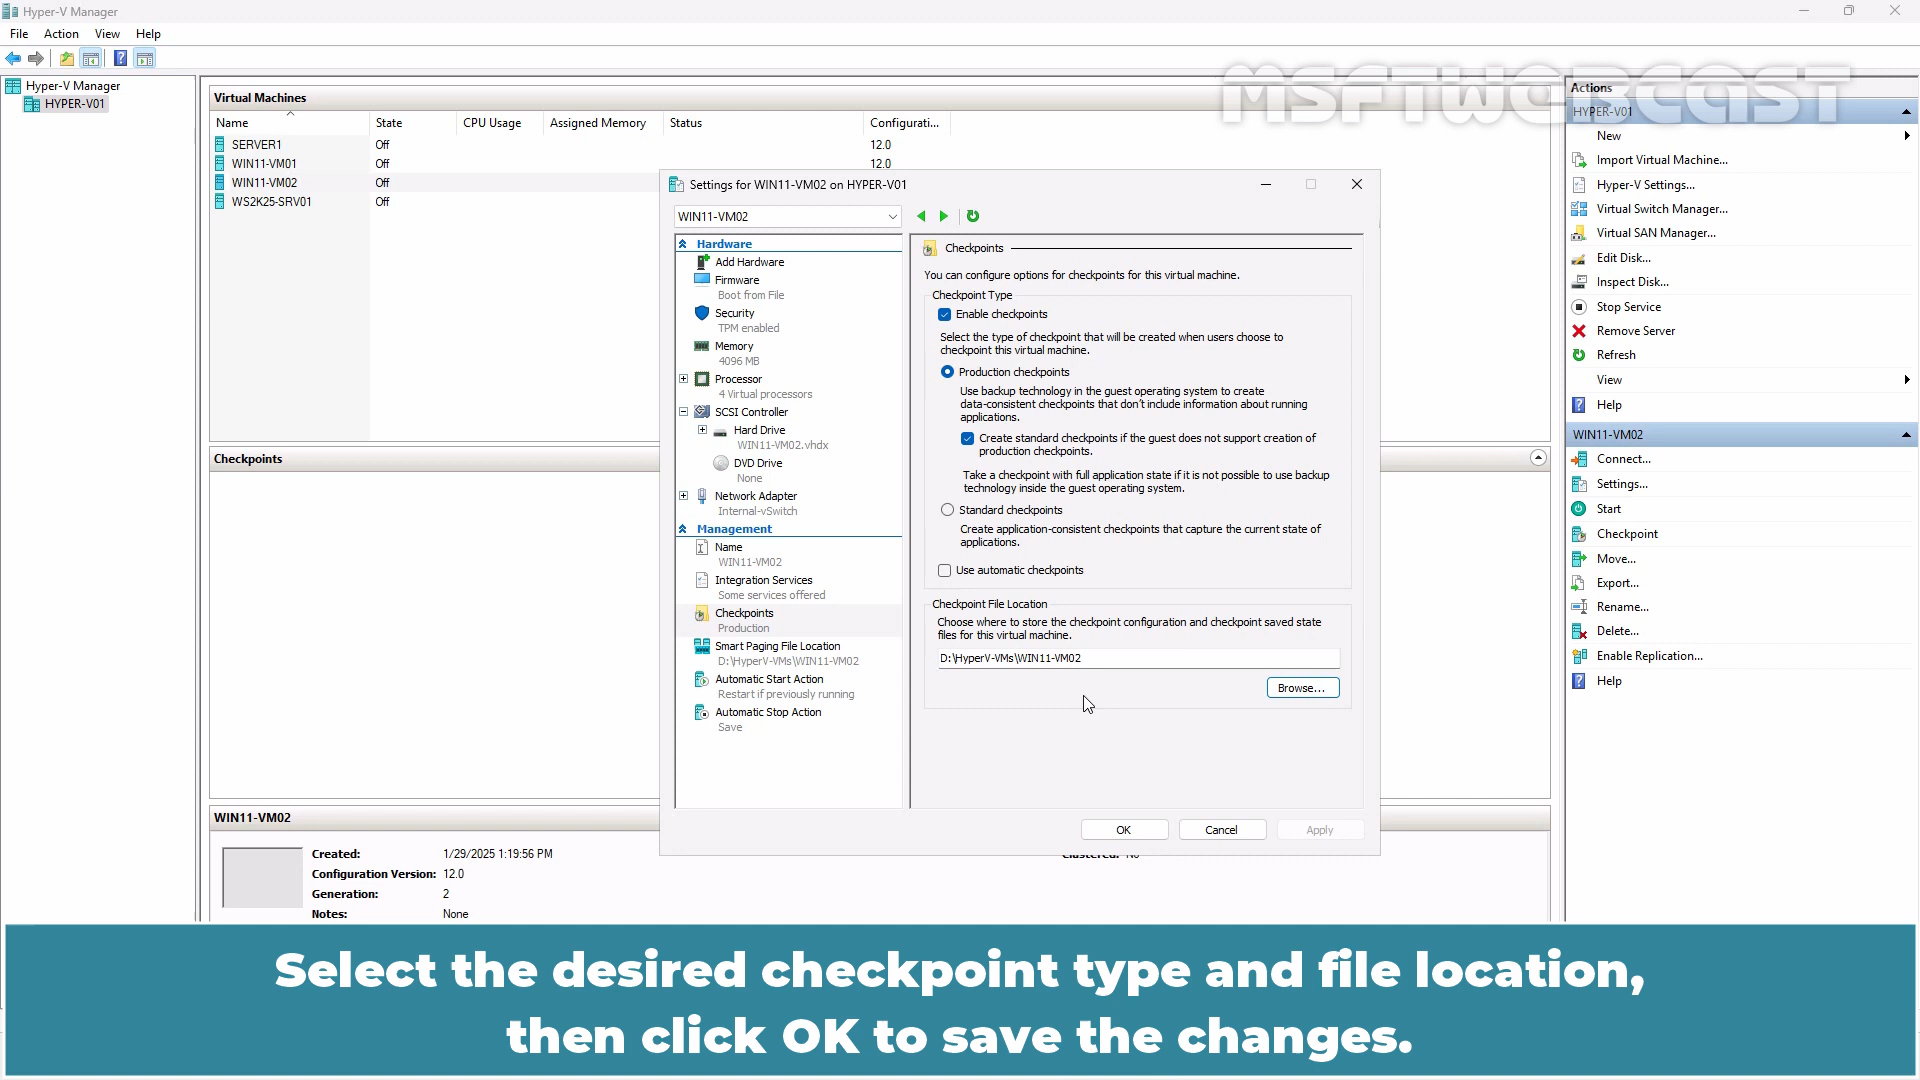 Hyper-V Manager
File Action View Help
MSFTWEBCAST
Hyper-V Manager
HYPER-V01
Virtual Machines
Name State CPU Usage Assigned Memory Status Configurati...
SERVER1 Off 12.0
WIN11-VM01 Off 12.0
WIN11-VM02 Off
WS2K25-SRV01 Off
Checkpoints
WIN11-VM02
Created: 1/29/2025 1:19:56 PM
Clustered: No
Configuration Version: 12.0
Generation: 2
Notes: None
Settings for WIN11-VM02 on HYPER-V01
WIN11-VM02
Hardware
Add Hardware
Firmware
Boot from File
Security
TPM enabled
Memory
4096 MB
Processor
4 Virtual processors
SCSI Controller
Hard Drive
WIN11-VM02.vhdx
DVD Drive
None
Network Adapter
Internal-vSwitch
Management
Name
WIN11-VM02
Integration Services
Some services offered
Checkpoints
Production
Smart Paging File Location
D:\HyperV-VMs\WIN11-VM02
Automatic Start Action
Restart if previously running
Automatic Stop Action
Save
Checkpoints
You can configure options for checkpoints for this virtual machine.
Checkpoint Type
Enable checkpoints
Select the type of checkpoint that will be created when users choose to
checkpoint this virtual machine.
Production checkpoints
Use backup technology in the guest operating system to create
data-consistent checkpoints that don't include information about running
applications.
Create standard checkpoints if the guest does not support creation of
production checkpoints.
Take a checkpoint with full application state if it is not possible to use backup
technology inside the guest operating system.
Standard checkpoints
Create application-consistent checkpoints that capture the current state of
applications.
Use automatic checkpoints
Checkpoint File Location
Choose where to store the checkpoint configuration and checkpoint saved state
files for this virtual machine.
D:\HyperV-VMs\WIN11-VM02
Browse...
OK Cancel Apply
Actions
HYPER-V01
New
Import Virtual Machine...
Hyper-V Settings...
Virtual Switch Manager...
Virtual SAN Manager...
Edit Disk...
Inspect Disk...
Stop Service
Remove Server
Refresh
View
Help
WIN11-VM02
Connect...
Settings...
Start
Checkpoint
Move...
Export...
Rename...
Delete...
Enable Replication...
Help
Select the desired checkpoint type and file location,
then click OK to save the changes.